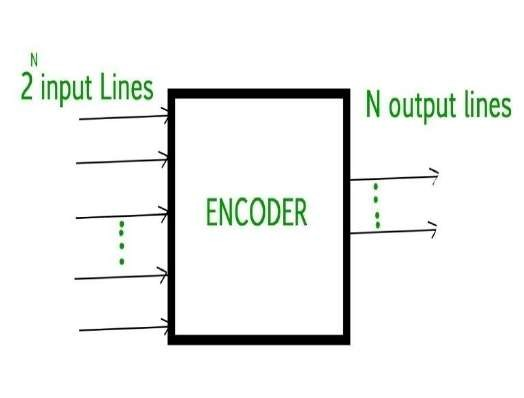 N
2 input Lines
N output lines
ENCODER